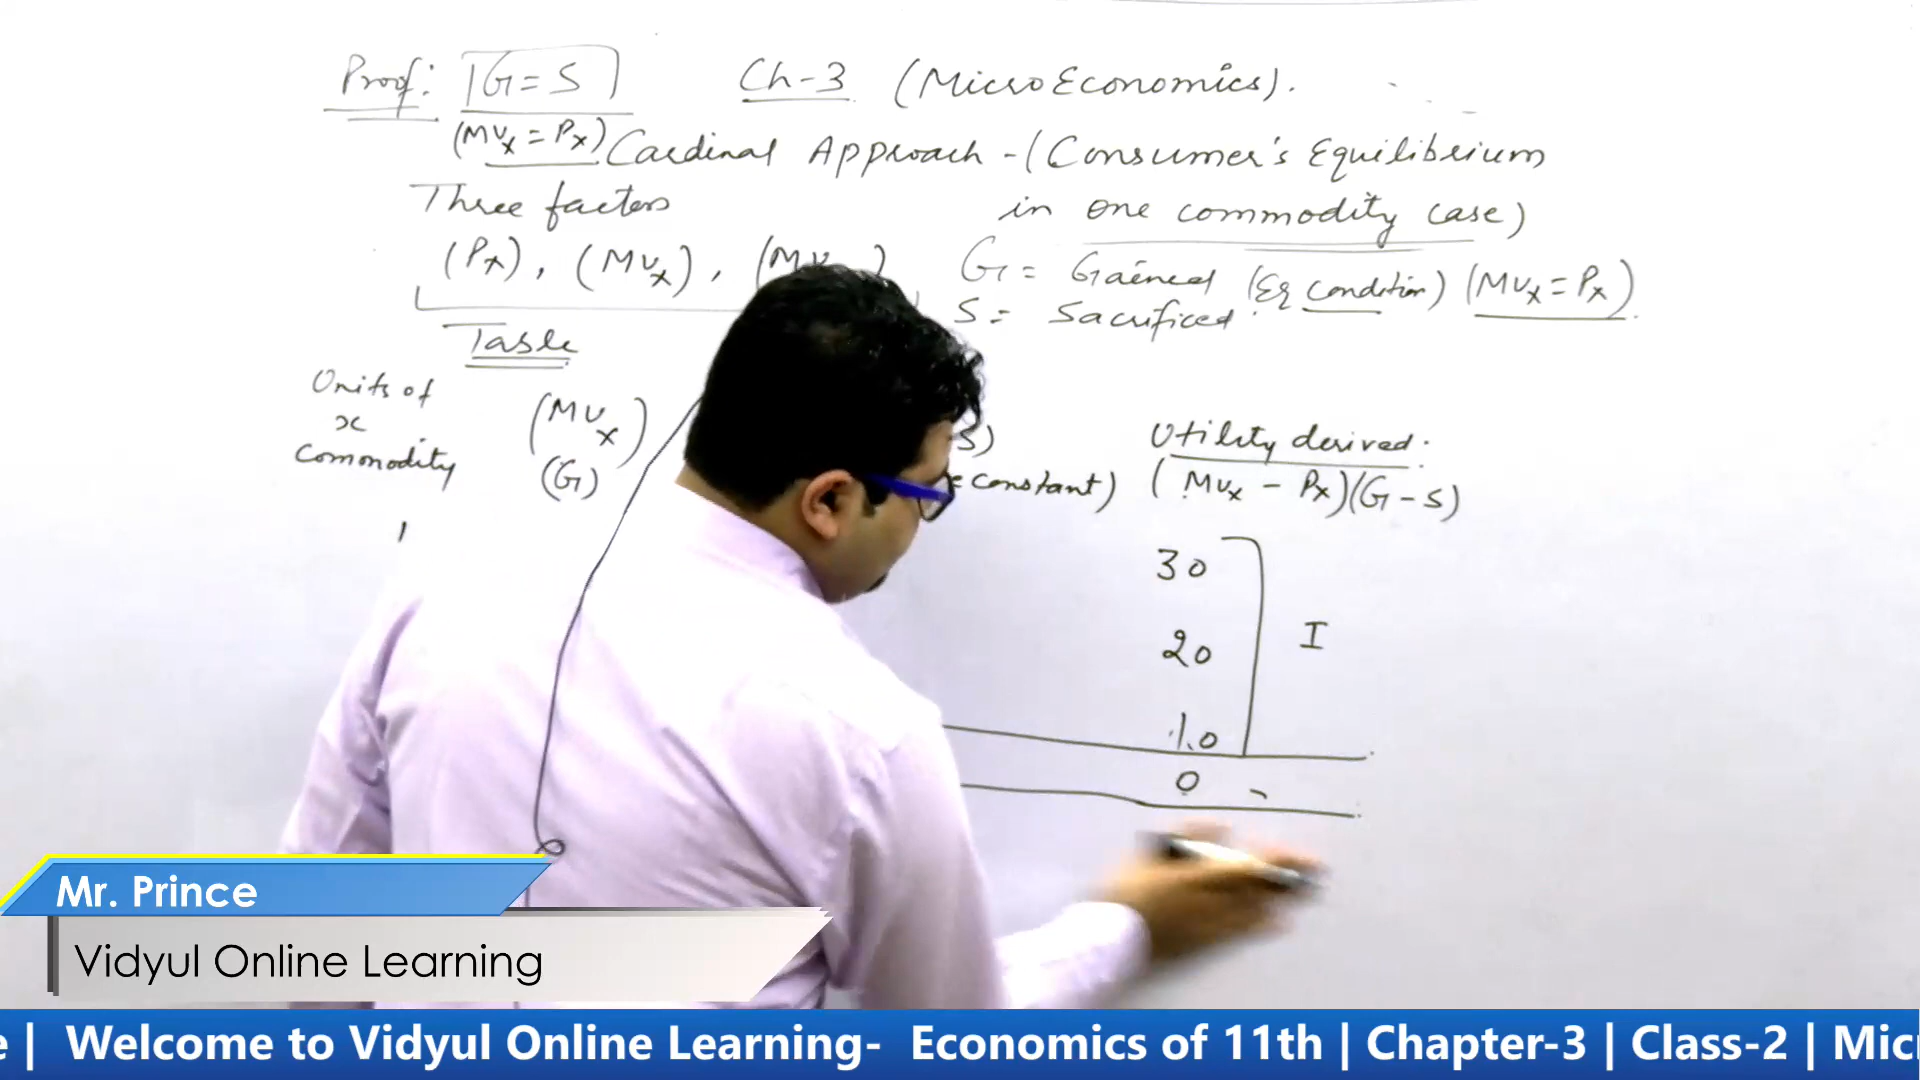 Proof: G = S Ch-3 (MicroEconomics).
(MUx = Px) Cardinal Approach - (Consumer's Equilibrium
Three factors in one commodity case)
(Px), (MUx), (MU
G = Gained (Eq condition) (MUx = Px)
S = Sacrificed
Table
Units of
x
Commodity
(MUx)
(G)
S)
constant)
Utility derived.
(MUx - Px)(G - S)
1
30
20
10
I
0
Mr. Prince
Vidyul Online Learning
e | Welcome to Vidyul Online Learning- Economics of 11th | Chapter-3 | Class-2 | Mic